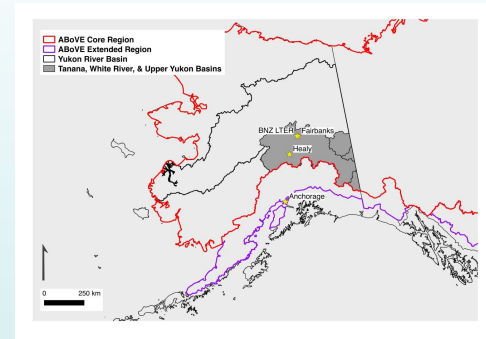 ABoVE Core Region
ABoVE Extended Region
Yukon River Basin
Tanana, White River, & Upper Yukon Basins
BNZ LTER
Fairbanks
Healy
Anchorage
0
250 km